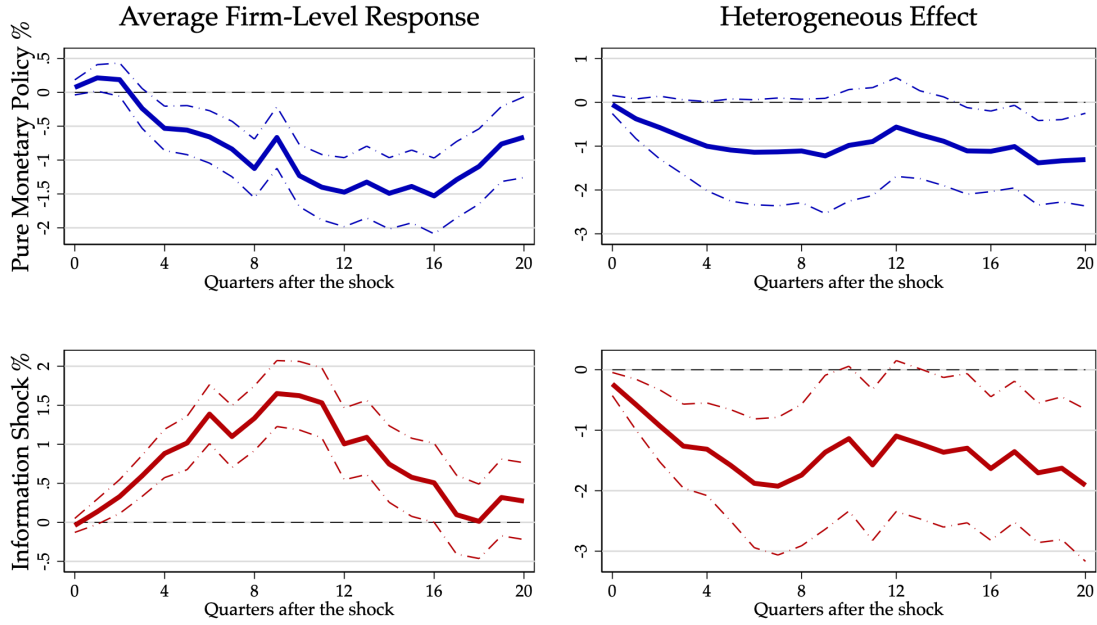 Average Firm-Level Response
Heterogeneous Effect
Pure Monetary Policy %
.5
0
-.5
-1
-1.5
-2
0 4 8 12 16 20
Quarters after the shock
1
0
-1
-2
-3
0 4 8 12 16 20
Quarters after the shock
Information Shock %
2
1.5
1
.5
0
-.5
0 4 8 12 16 20
Quarters after the shock
0
-1
-2
-3
0 4 8 12 16 20
Quarters after the shock